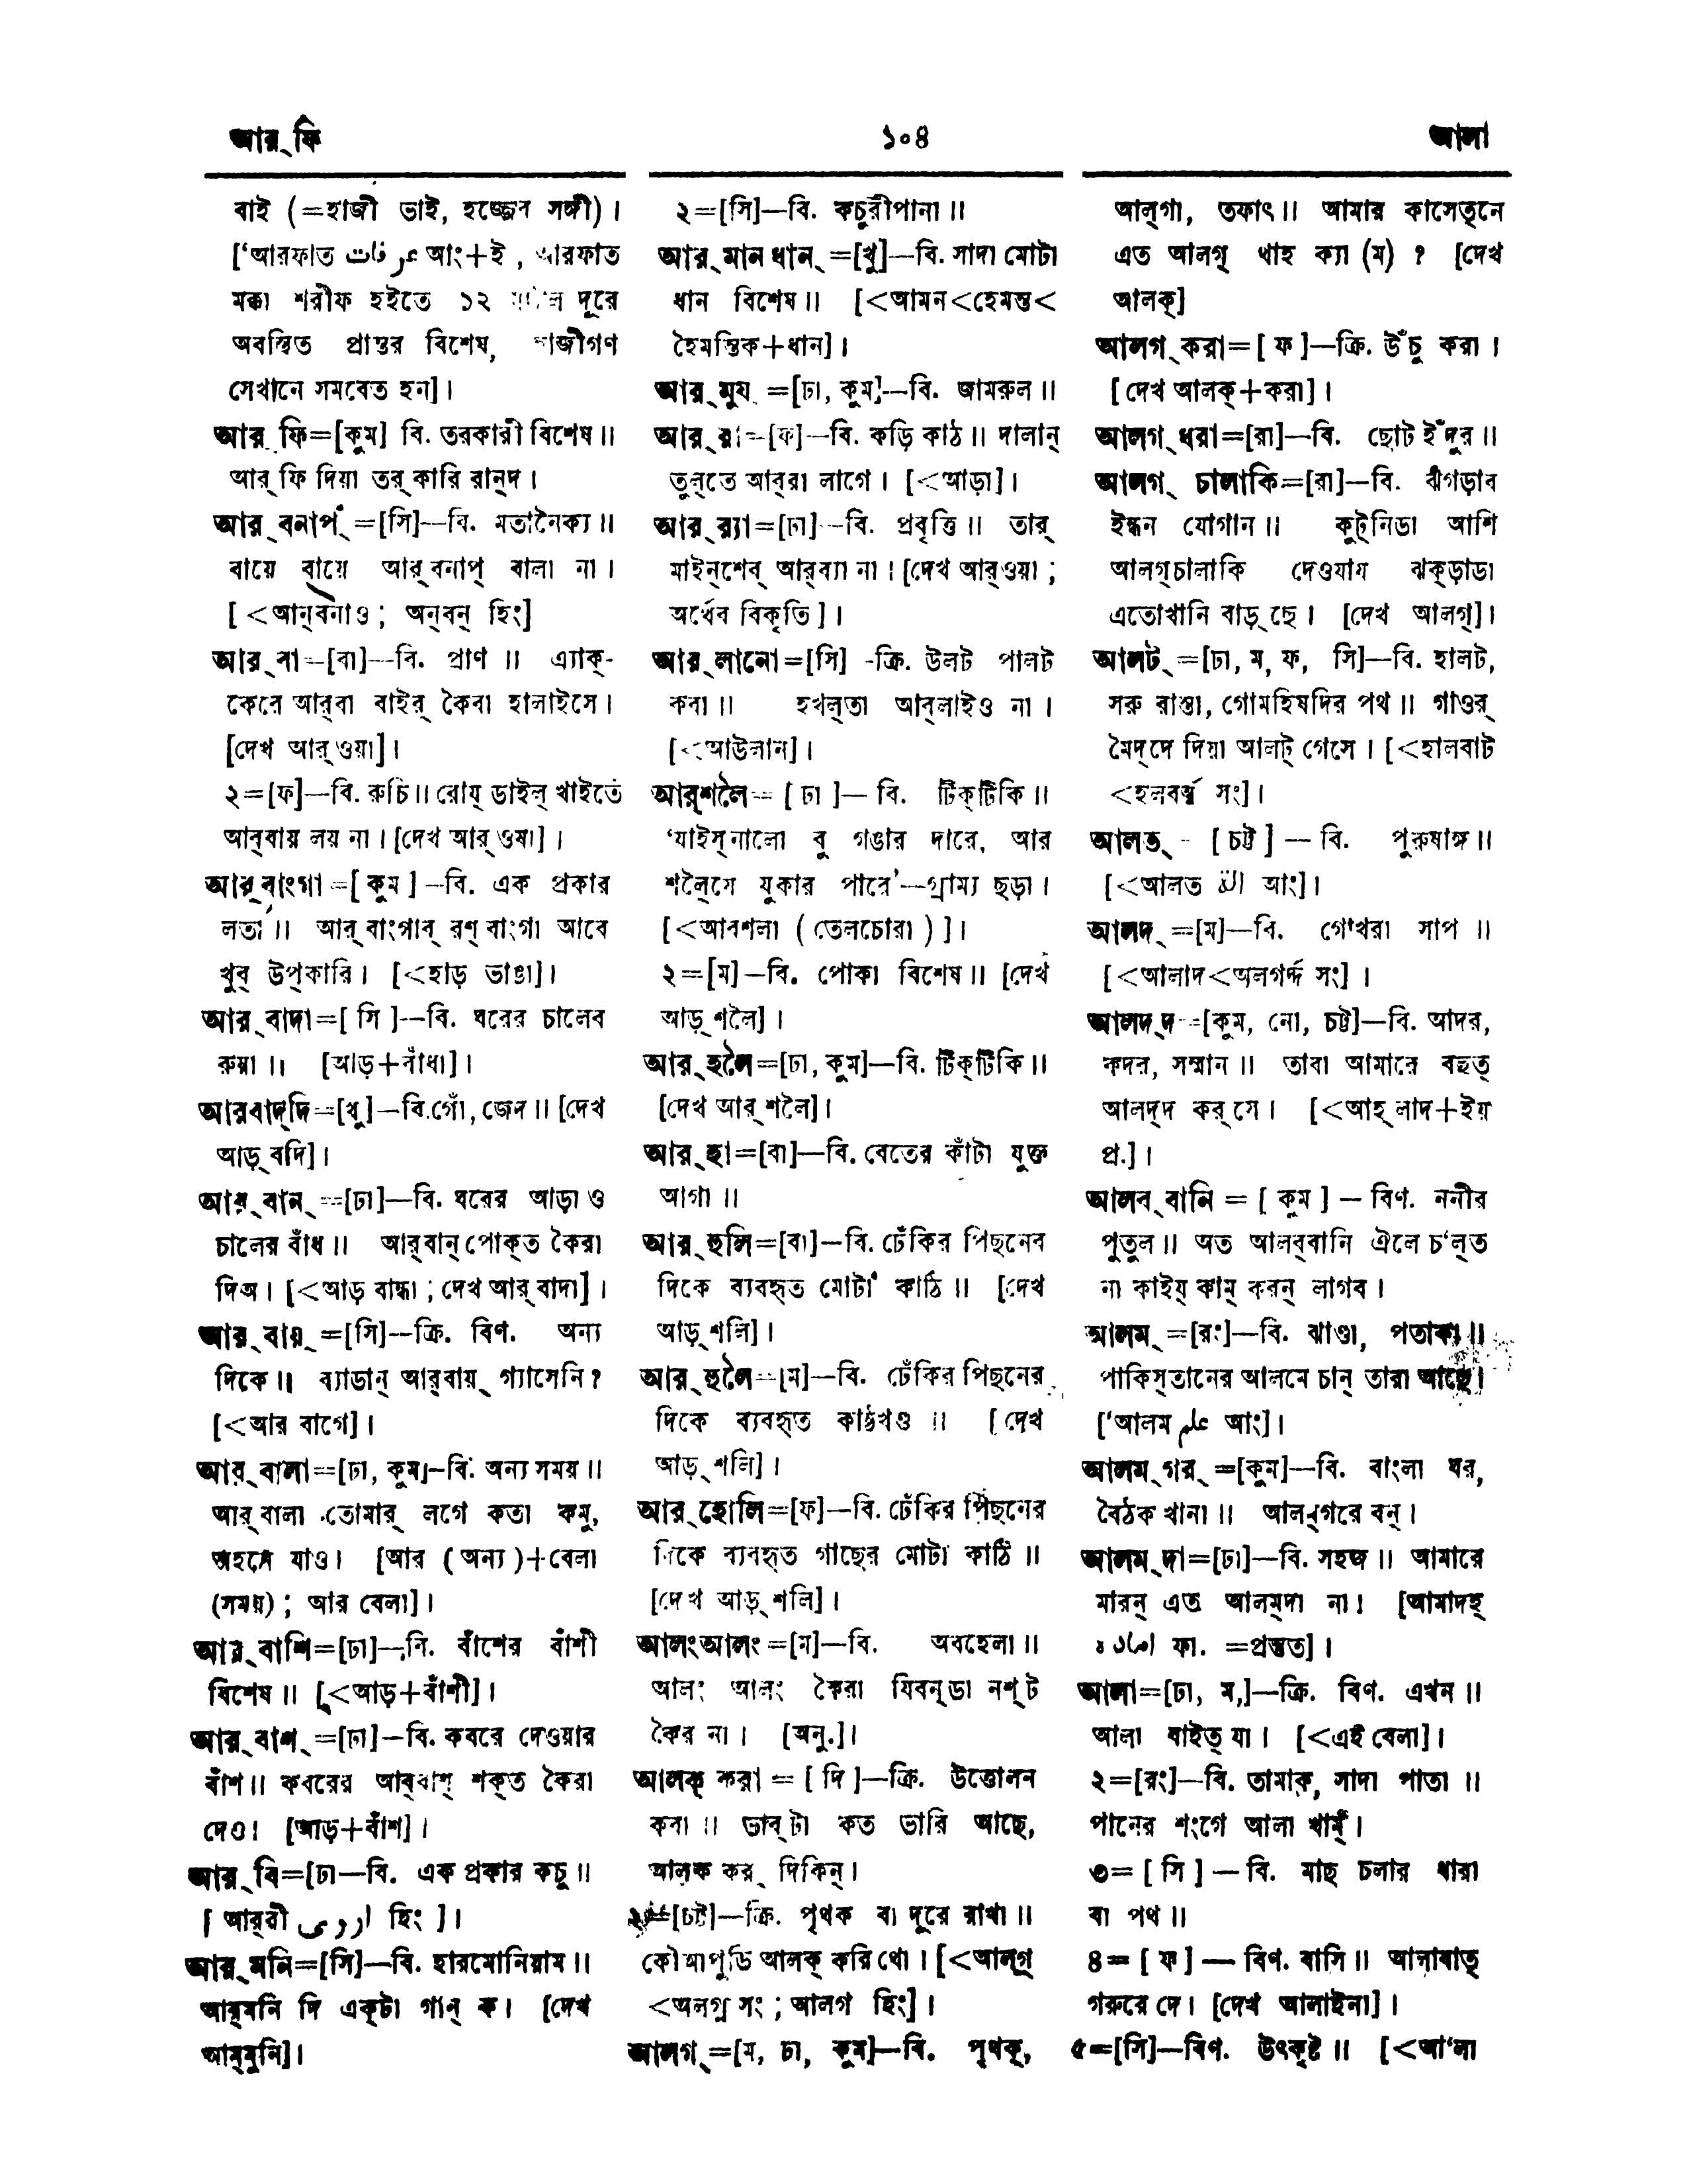 আর্‌ফি
১০৪
আলা
বাই (=হাজী ভাই, হজ্জের সঙ্গী)।
['আরফাত عرفات আং+ই, আরফাত
মক্কা শরীফ হইতে ১২ মাইল দূরে
অবস্থিত প্রান্তর বিশেষ, হাজীগণ
সেখানে সমবেত হন]।
আর্‌ফি=[কুম] বি. তরকারী বিশেষ॥
আর্‌ফি দিয়া তর্‌কারি রান্‌দ।
আর্‌বনাপ্‌=[সি]—বি. মতানৈক্য॥
বায়ে বায়ে আর্‌বনাপ্‌ বালা না।
[<আন্‌বনাও; অন্‌বন্‌ হিং]
আর্‌বা=[বা]—বি. প্রাণ॥ এ্যাক্‌-
কেরে আর্‌বা বাইর্‌ কৈরা হালাইসে।
[দেখ আর্‌ওয়া]।
২=[ফ]—বি. রুচি॥ রোয্‌ ডাইল্‌ খাইতে
আর্‌বায় লয় না। [দেখ আর্‌ওয়া]।
আর্‌বাংগা=[কুম]—বি. এক প্রকার
লতা॥ আর্‌বাংগার্‌ রশ্‌ বাংগা আবে
খুব্‌ উপ্‌কারি। [<হাড় ভাঙা]।
আর্‌বাদা=[সি]—বি. ঘরের চালের
রুয়া॥ [আড়+বাঁধা]।
আরবাদ্‌দি=[খু]—বি. গোঁ, জেদ॥ [দেখ
আড়্‌বদি]।
আর্‌বান্‌=[ঢা]—বি. ঘরের আড়া ও
চালের বাঁধ॥ আর্‌বান্‌ পোক্‌ত কৈরা
দিঅ। [<আড় বান্ধা; দেখ আর্‌বাদা]।
আর্‌বায়্‌=[সি]—ক্রি. বিণ. অন্য
দিকে॥ ব্যাডান্‌ আর্‌বায়্‌ গ্যাসেনি?
[<আর বাগে]।
আর্‌বালা=[ঢা, কুম]—বি. অন্য সময়॥
আর্‌বালা তোমার্‌ লগে কতা কমু,
অহনে যাও। [আর (অন্য)+বেলা
(সময়); আর বেলা]।
আর্‌বাশি=[ঢা]—বি. বাঁশের বাঁশী
বিশেষ॥ [<আড়+বাঁশী]।
আর্‌বাশ্‌=[ঢা]—বি. কবরে দেওয়ার
বাঁশ॥ কবরের আর্‌বাশ্‌ শক্‌ত কৈরা
দেও। [আড়+বাঁশ]।
আর্‌বি=[ঢা—বি. এক প্রকার কচু॥
[আর্‌বী اروى হিং]।
আর্‌মনি=[সি]—বি. হারমোনিয়াম॥
আর্‌মনি দি এক্‌টা গান্‌ ক। [দেখ
আর্‌মুনি]।
২=[সি]—বি. কচুরীপানা॥
আর্‌মান ধান্‌=[খু]—বি. সাদা মোটা
ধান বিশেষ॥ [<আমন<হেমন্ত<
হৈমন্তিক+ধান]।
আর্‌মুয্‌=[ঢা, কুম]—বি. জামরুল॥
আর্‌রা=[ফ]—বি. কড়ি কাঠ॥ দালান্‌
তুল্‌তে আর্‌রা লাগে। [<আড়া]।
আর্‌র‍্যা=[ঢা]—বি. প্রবৃত্তি॥ তার্‌
মাইন্‌শের্‌ আর্‌ব্যা না। [দেখ আর্‌ওয়া;
অর্থের বিকৃতি]।
আর্‌লানো=[সি]-ক্রি. উলট পালট
করা॥ হখল্‌তা আর্‌লাইও না।
[<আউলান]।
আর্‌শলৈ=[ঢা]—বি. টিক্‌টিকি॥
'যাইস্‌নালো বু গঙার দারে, আর
শলৈ্‌যে যুকার পারে'—গ্রাম্য ছড়া।
[<আরশলা (তেলচোরা)]।
২=[ম]—বি. পোকা বিশেষ॥ [দেখ
আড়্‌শলৈ]।
আর্‌হলৈ=[ঢা, কুম]—বি. টিক্‌টিকি॥
[দেখ আর্‌শলৈ]।
আর্‌হা=[বা]—বি. বেতের কাঁটা যুক্ত
আগা॥
আর্‌হুলি=[বা]—বি. ঢেঁকির পিছনের
দিকে ব্যবহৃত মোটা কাঠি॥ [দেখ
আড়্‌শলি]।
আর্‌হুলৈ=[ম]—বি. ঢেঁকির পিছনের
দিকে ব্যবহৃত কাষ্ঠখণ্ড॥ [দেখ
আড়্‌শলি]।
আর্‌হোলি=[ফ]—বি. ঢেঁকির পিছনের
দিকে ব্যবহৃত গাছের মোটা কাঠি॥
[দেখ আড়্‌শলি]।
আলংআলং=[ম]—বি. অবহেলা॥
আলং আলং কৈরা যিবন্‌ডা নশ্‌ট
কৈর না। [অনু.]।
আলক্‌ করা=[দি]—ক্রি. উত্তোলন
করা॥ ভাব্‌টা কত ভারি আছে,
আলক কর্‌ দিকিন্‌।
২=[চট্ট]—ক্রি. পৃথক বা দূরে রাখা॥
কৌমাপুডি আলক্‌ করি থো। [<আল্‌গ্‌
<অলগ্ন সং; আলগ হিং]।
আলগ্‌=[ম, ঢা, কুম]—বি. পৃথক্‌,
আল্‌গা, তফাৎ॥ আমার কাসেত্‌নে
এত আলগ্‌ থাহ ক্যা (ম)? [দেখ
আলক্‌]
আলগ্‌করা=[ফ]—ক্রি. উঁচু করা।
[দেখ আলক্‌+করা]।
আলগ্‌ধরা=[রা]—বি. ছোট ইঁদুর॥
আলগ্‌ চালাকি=[রা]—বি. ঝগড়ার
ইন্ধন যোগান॥ কুট্‌নিডা আশি
আলগ্‌চালাকি দেওযায ঝক্‌ড়াডা
এতোখানি বাড়্‌ছে। [দেখ আলগ্‌]।
আলট্‌=[ঢা, ম, ফ, সি]—বি. হালট,
সরু রাস্তা, গোমহিষদির পথ॥ গাওর্‌
মৈদ্‌দে দিয়া আলট্‌ গেসে। [<হালবাট
<হলবর্ত্ম সং]।
আলত্‌-[চট্ট]—বি. পুরুষাঙ্গ॥
[<আলত আং]।
আলদ্‌=[ম]—বি. গোখরা সাপ॥
[<আলাদ<অলগর্দ্দ সং]।
আলদ্‌দ=[কুম, নো, চট্ট]—বি. আদর,
কদর, সম্মান॥ তারা আমারে বহুত্‌
আলদ্‌দ কর্‌সে। [<আহ্‌লাদ+ইয়
প্র.]।
আলব্‌বানি=[কুম]—বিণ. ননীর
পুতুল॥ অত আলব্‌বানি ঐলে চ'ল্‌ত
না কাইয্‌ কাম্‌ করন্‌ লাগব।
আলম্‌=[রং]—বি. ঝাণ্ডা, পতাকা॥
পাকিস্‌তানের আলমে চান্‌ তারা আছে।
['আলম علم আং]।
আলম্‌গর্‌=[কুম]—বি. বাংলা ঘর,
বৈঠক খানা॥ আলম্‌গরে বন্‌।
আলম্‌দা=[ঢা]—বি. সহজ॥ আমারে
মারন্‌ এত আলম্‌দা না। [আমাদহ্‌
اماده ফা. =প্রস্তুত]।
আলা=[ঢা, ম,]—ক্রি. বিণ. এখন॥
আলা যাইত্‌ যা। [<এই বেলা]।
২=[রং]—বি. তামাক, সাদা পাতা॥
পানের শংগে আলা খামুঁ।
৩=[সি]—বি. মাছ চলার ধারা
বা পথ॥
৪=[ফ]—বিণ. বাসি॥ আলাবাত্‌
গরুরে দে। [দেখ আলাইনা]।
৫=[সি]—বিণ. উৎকৃষ্ট॥ [<আ'লা